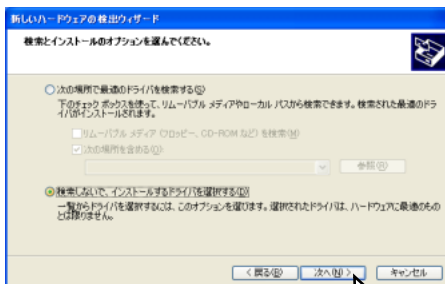 新しいハードウェアの検出ウィザード
検索とインストールのオプションを選んでください。
次の場所で最適のドライバを検索する(S)
下のチェック ボックスを使って、リムーバブル メディアやローカル パスから検索できます。検索された最適のドラ
イバがインストールされます。
リムーバブル メディア (フロッピー、CD-ROM など) を検索(M)
次の場所を含める(O):
参照(R)
検索しないで、インストールするドライバを選択する(D)
一覧からドライバを選択するには、このオプションを選びます。選択されたドライバは、ハードウェアに最適のもの
とは限りません。
< 戻る(B) 次へ(N) > キャンセル